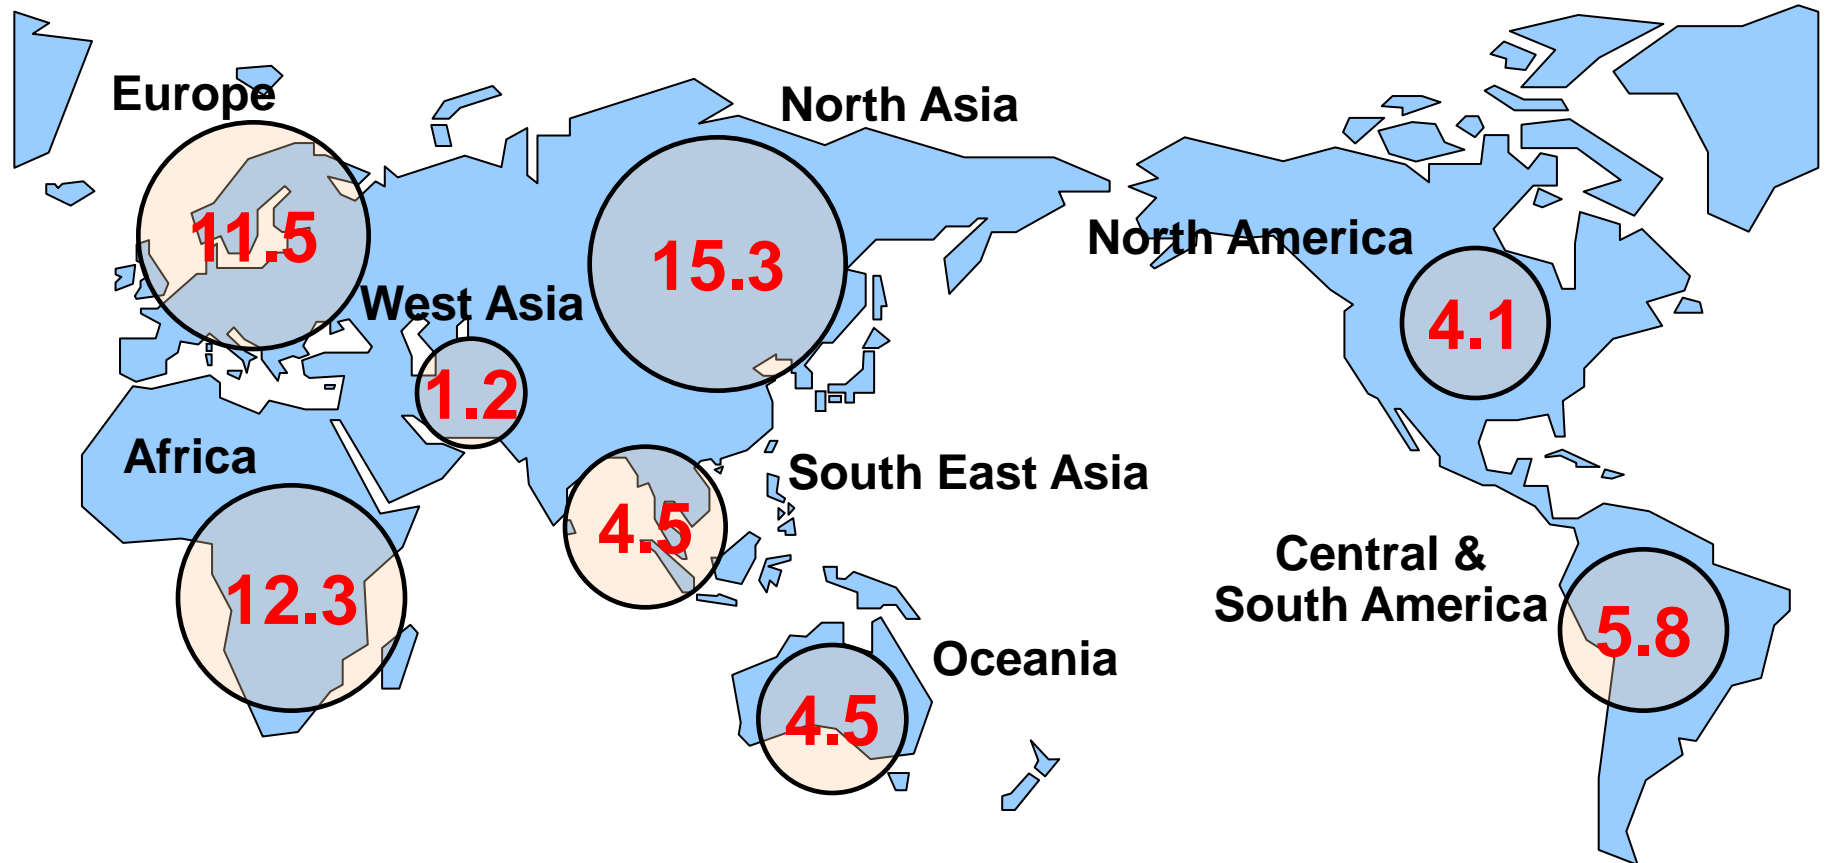 Europe
North Asia
11.5
15.3
North America
West Asia
4.1
1.2
Africa
South East Asia
4.5
Central &
South America
12.3
5.8
Oceania
4.5